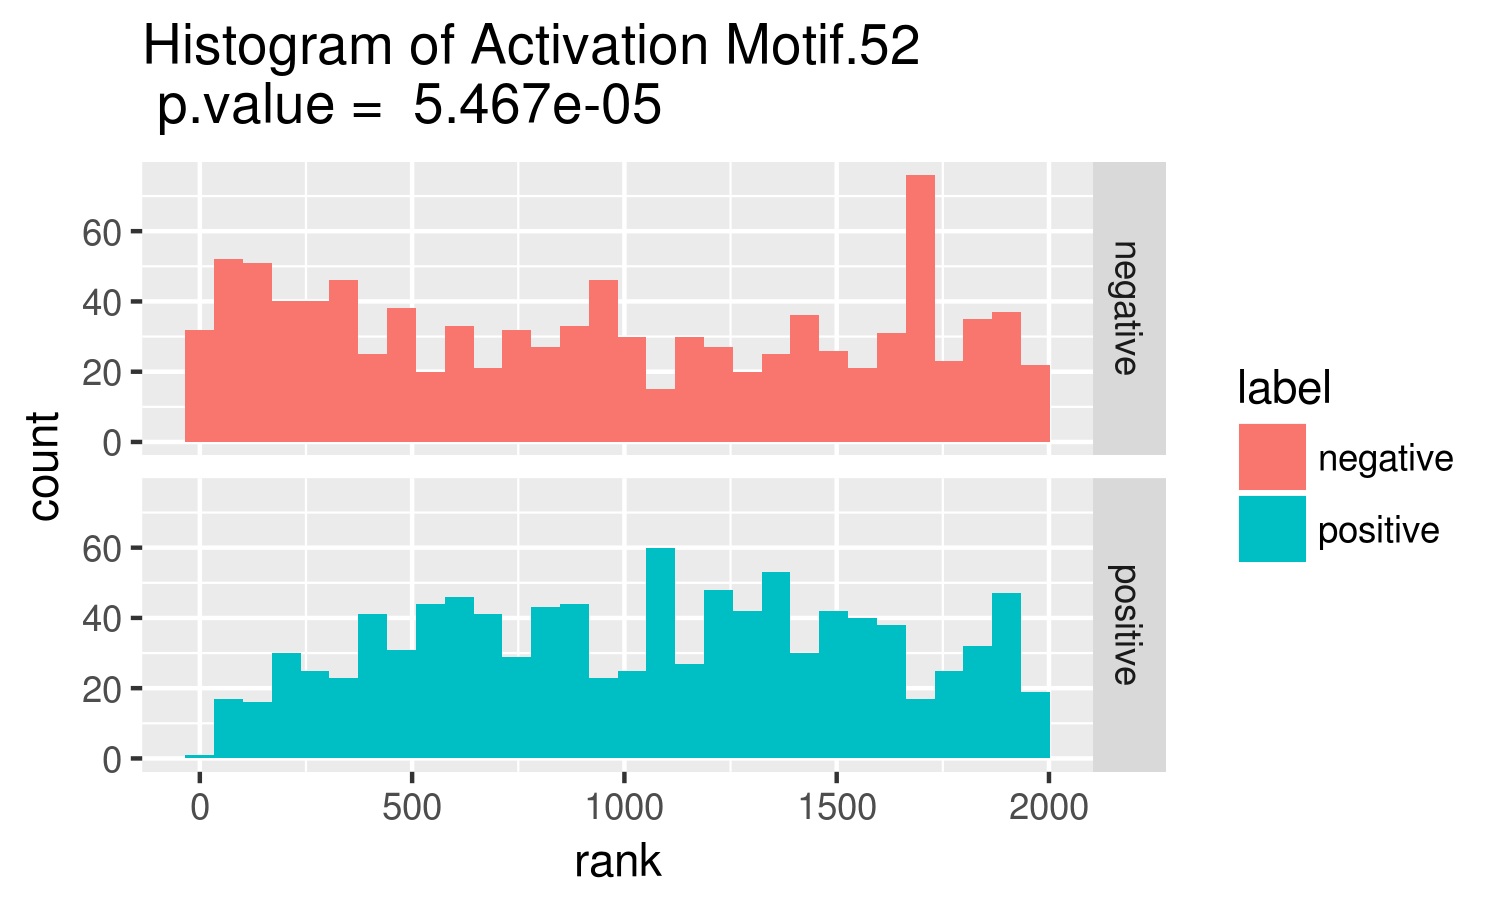 Histogram of Activation Motif.52
p.value =  5.467e-05
60
40
20
0
negative
count
60
40
20
0
positive
0 500 1000 1500 2000
rank
label
negative
positive